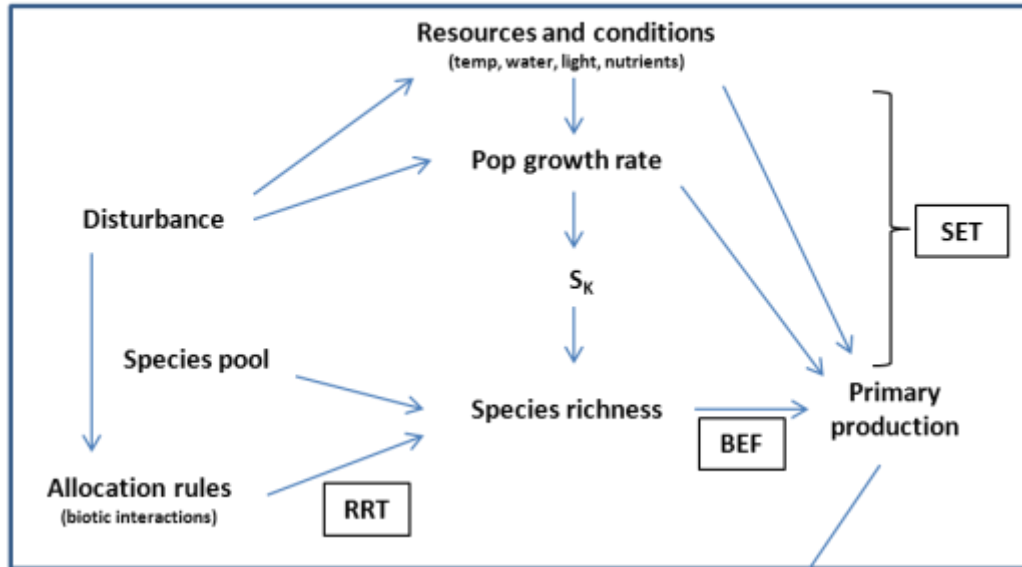 Resources and conditions
(temp, water, light, nutrients)
Pop growth rate
Disturbance
SET
S_K
Species pool
Species richness
Primary
production
BEF
Allocation rules
(biotic interactions)
RRT